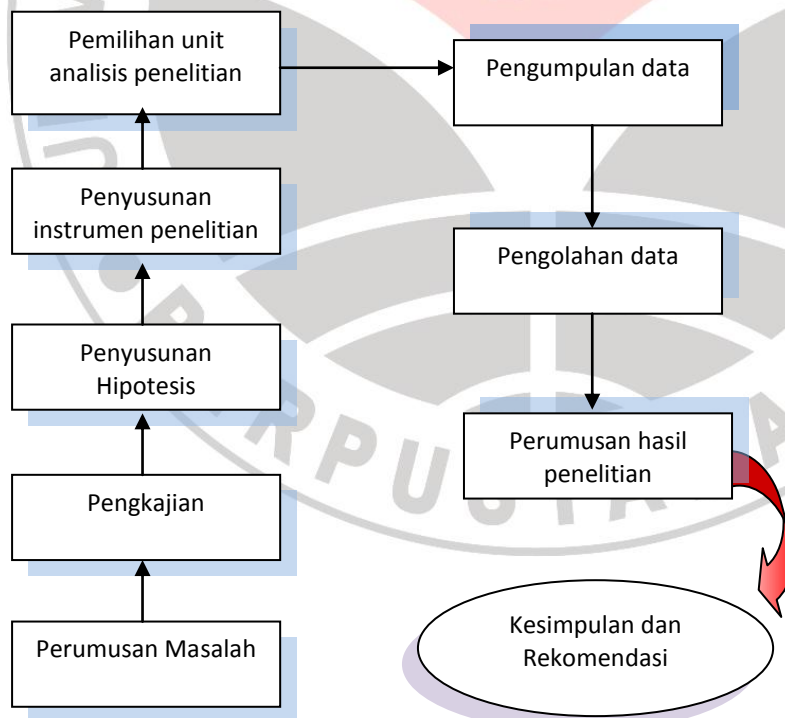 Pemilihan unit
analisis penelitian
Pengumpulan data
Penyusunan
instrumen penelitian
Pengolahan data
Penyusunan
Hipotesis
Perumusan hasil
penelitian
Pengkajian
Perumusan Masalah
Kesimpulan dan
Rekomendasi